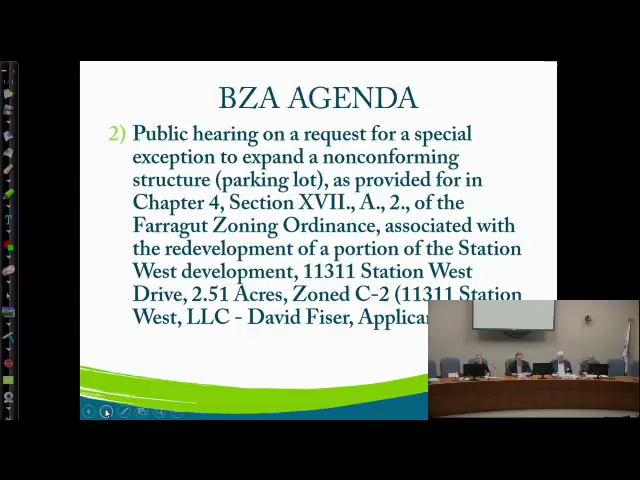 BZA AGENDA
2) Public hearing on a request for a special
exception to expand a nonconforming
structure (parking lot), as provided for in
Chapter 4, Section XVII., A., 2., of the
Farragut Zoning Ordinance, associated with
the redevelopment of a portion of the Station
West development, 11311 Station West
Drive, 2.51 Acres, Zoned C-2 (11311 Station
West, LLC - David Fiser,